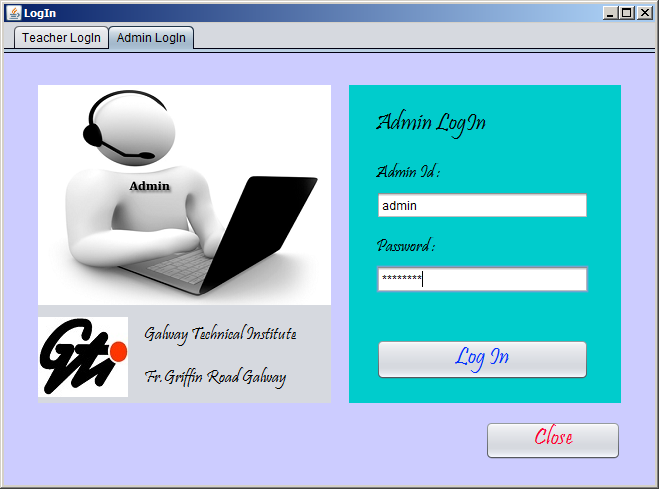 LogIn
Teacher LogIn
Admin LogIn
Admin
Gti
Galway Technical Institute
Fr. Griffin Road Galway
Admin LogIn
Admin Id :
admin
Password :
********
Log In
Close